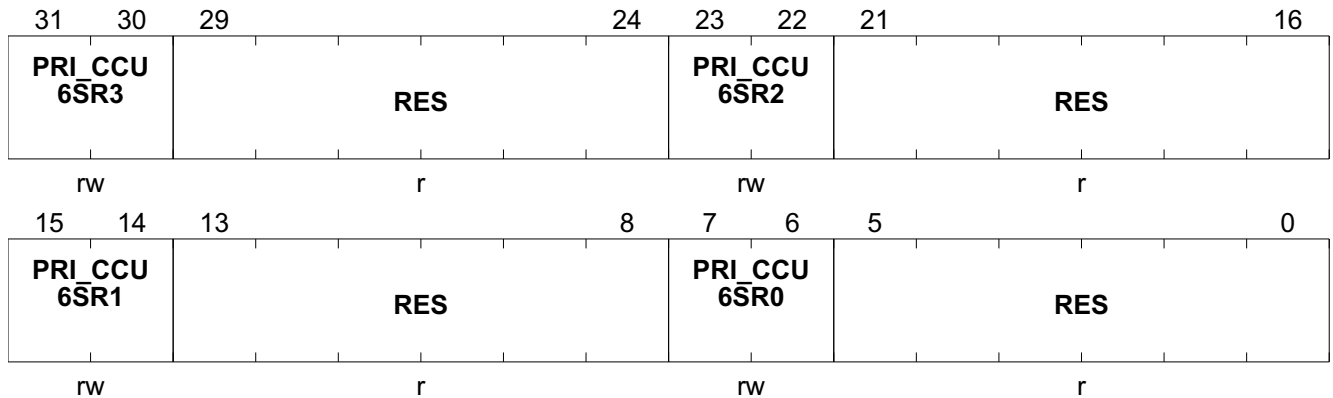 31 30 29 24 23 22 21 16
PRI_CCU RES PRI_CCU RES
6SR3 6SR2
rw r rw r
15 14 13 8 7 6 5 0
PRI_CCU RES PRI_CCU RES
6SR1 6SR0
rw r rw r